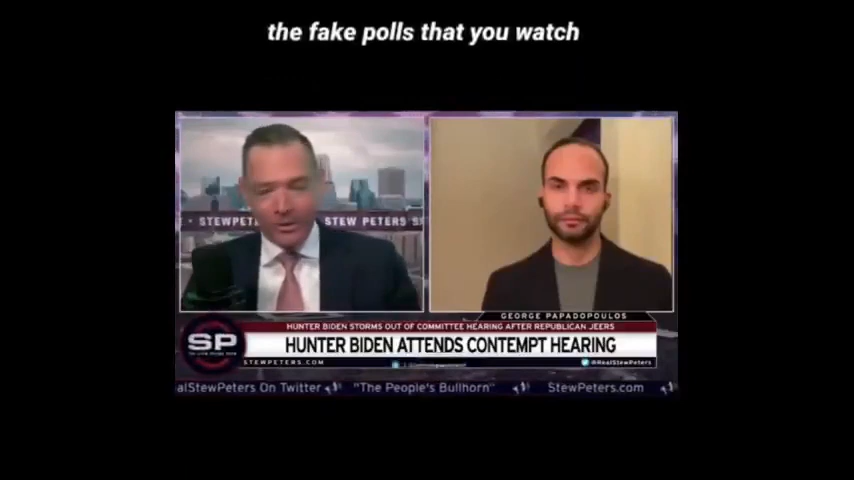 the fake polls that you watch
STEWPETE
STEW PETERS
GEORGE PAPADOPOULOS
HUNTER BIDEN STORMS OUT OF COMMITTEE HEARING AFTER REPUBLICAN JEERS
SP
HUNTER BIDEN ATTENDS CONTEMPT HEARING
STEWPETERS.COM
@RealStewPeters
alStewPeters On Twitter "The People's Bullhorn" StewPeters.com